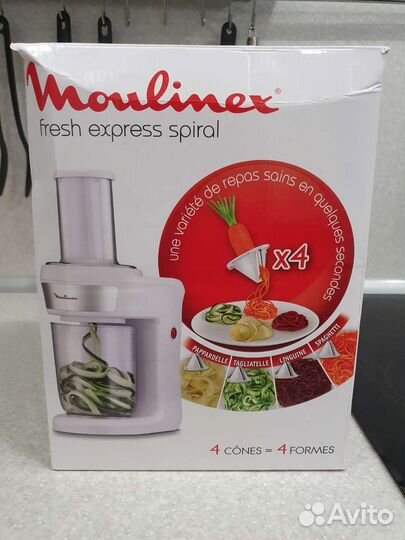 Moulinex®
fresh express spiral
une variété de repas sains en quelques secondes
x4
Moulinex
PAPPARDELLE
TAGLIATELLE
LINGUINE
SPAGHETTI
4 CÔNES = 4 FORMES
Avito